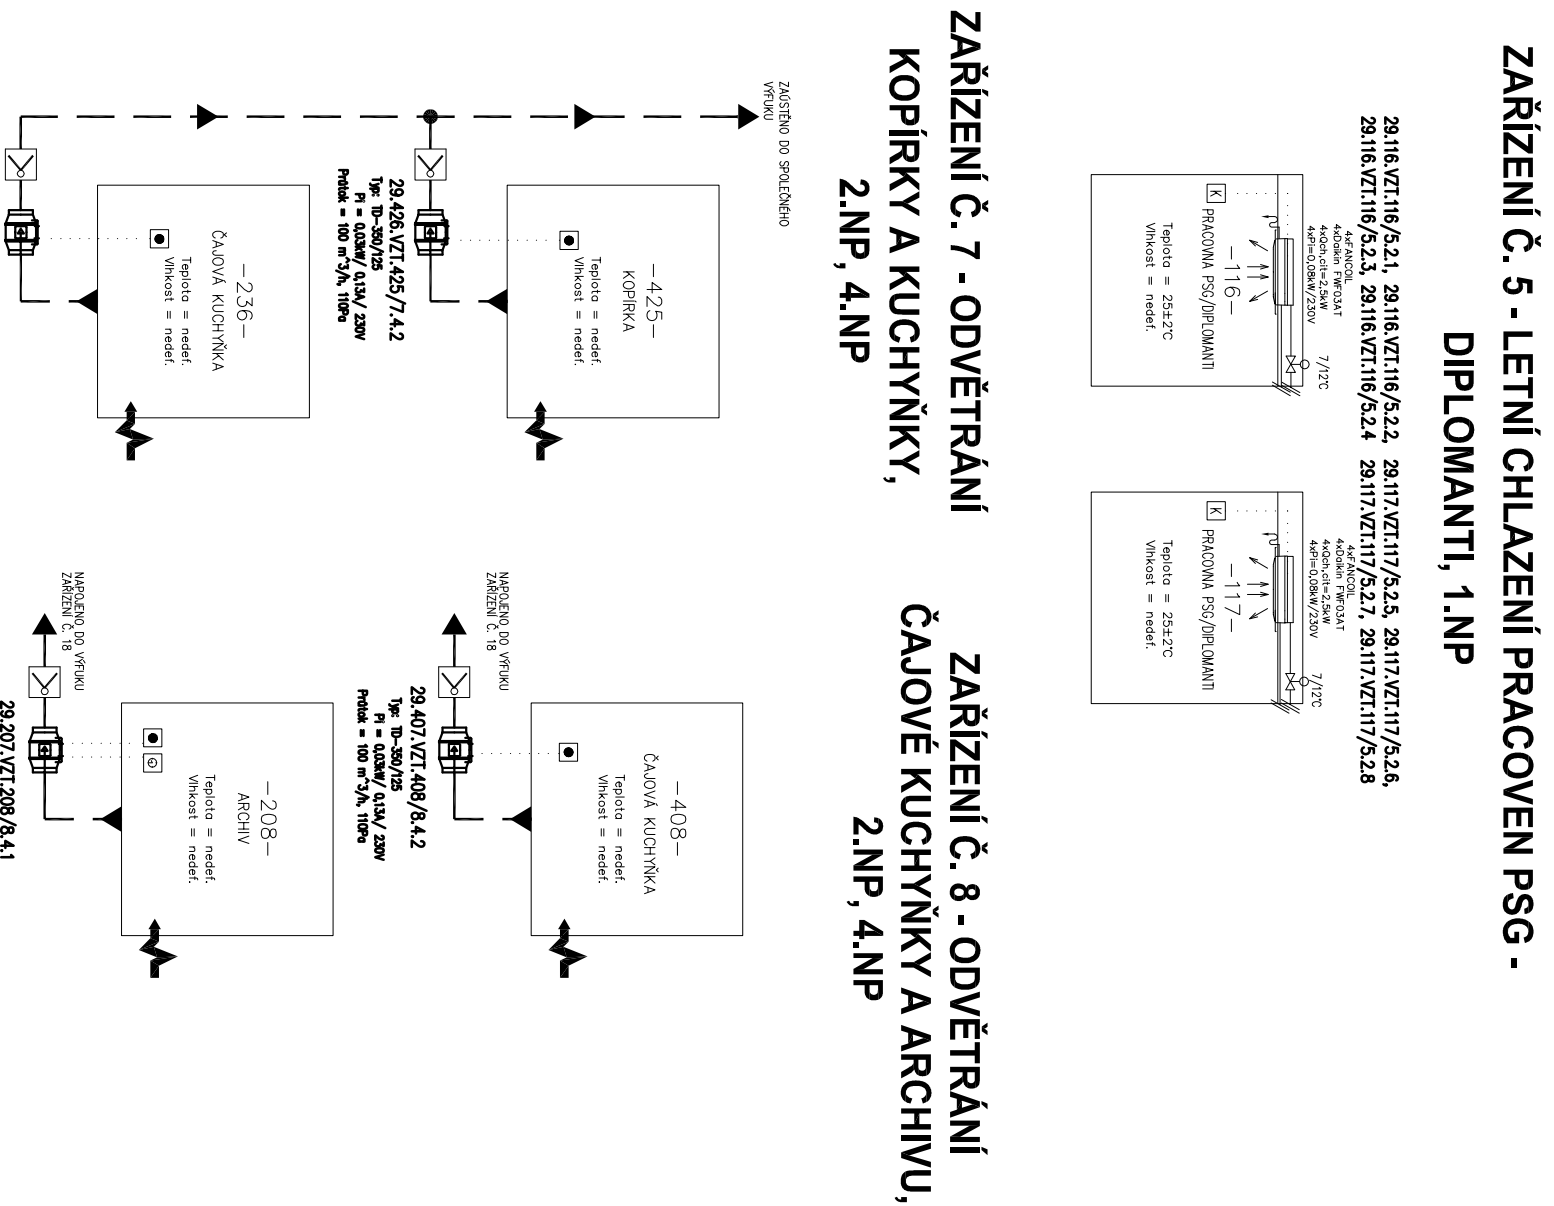 ZAŘÍZENÍ Č. 5 - LETNÍ CHLAZENÍ PRACOVEN PSG -
DIPLOMANTI, 1.NP
29.116.VZT.116/5.2.1, 29.116.VZT.116/5.2.2,
29.116.VZT.116/5.2.3, 29.116.VZT.116/5.2.4
4xFANCOIL
4xDaikin FWF03AT
4xQch,cit=2,5kW
4xPi=0,08kW/230V
7/12°C
K
PRACOVNA PSG/DIPLOMANTI
-116-
Teplota = 25±2°C
Vlhkost = nedef.
29.117.VZT.117/5.2.5, 29.117.VZT.117/5.2.6,
29.117.VZT.117/5.2.7, 29.117.VZT.117/5.2.8
4xFANCOIL
4xDaikin FWF03AT
4xQch,cit=2,5kW
4xPi=0,08kW/230V
7/12°C
K
PRACOVNA PSG/DIPLOMANTI
-117-
Teplota = 25±2°C
Vlhkost = nedef.
ZAŘÍZENÍ Č. 7 - ODVĚTRÁNÍ
KOPÍRKY A KUCHYŇKY,
2.NP, 4.NP
ZAÚSTĚNO DO SPOLEČNÉHO
VÝFUKU
-425-
KOPÍRKA
Teplota = nedef.
Vlhkost = nedef.
29.426.VZT.425/7.4.2
Typ: TD-350/125
Pi = 0,03kW/ 0,13A/ 230V
Průtok = 100 m^3/h, 110Pa
-236-
ČAJOVÁ KUCHYŇKA
Teplota = nedef.
Vlhkost = nedef.
ZAŘÍZENÍ Č. 8 - ODVĚTRÁNÍ
ČAJOVÉ KUCHYŇKY A ARCHIVU,
2.NP, 4.NP
-408-
ČAJOVÁ KUCHYŇKA
Teplota = nedef.
Vlhkost = nedef.
NAPOJENO DO VÝFUKU
ZAŘÍZENÍ Č. 18
29.407.VZT.408/8.4.2
Typ: TD-350/125
Pi = 0,03kW/ 0,13A/ 230V
Průtok = 100 m^3/h, 110Pa
-208-
ARCHIV
Teplota = nedef.
Vlhkost = nedef.
NAPOJENO DO VÝFUKU
ZAŘÍZENÍ Č. 18
29.207.VZT.208/8.4.1